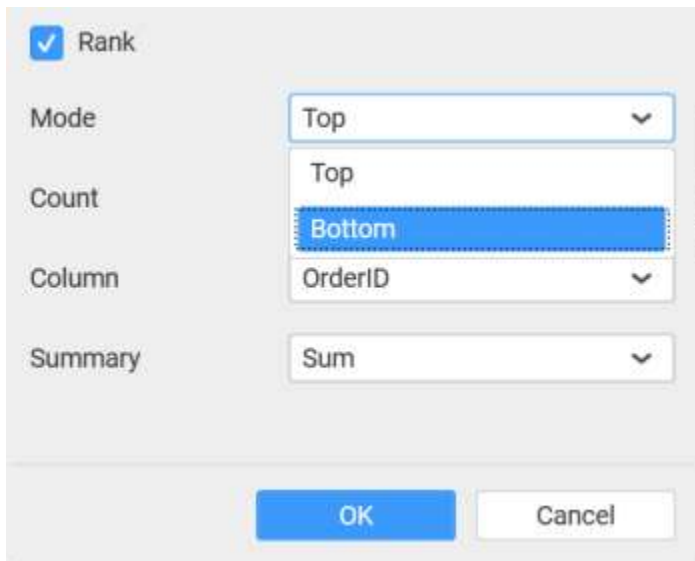 Rank
Mode
Top
Top
Count
Bottom
Column
OrderID
Summary
Sum
OK
Cancel